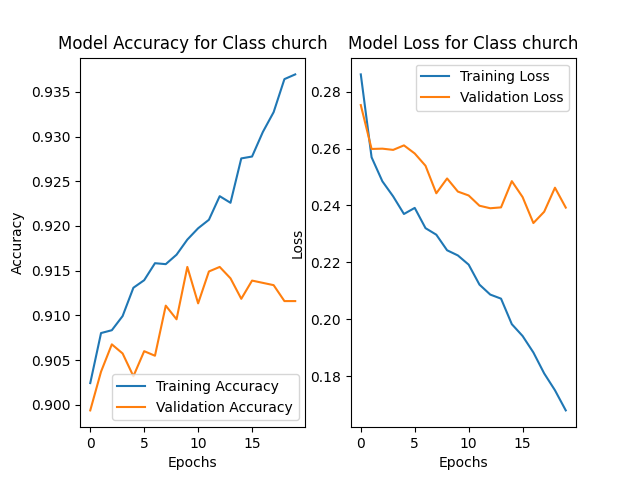 Model Accuracy for Class church
0.935
0.930
0.925
0.920
0.915
0.910
0.905
0.900
Accuracy
Training Accuracy
Validation Accuracy
0
5
10
15
Epochs
Model Loss for Class church
0.28
0.26
0.24
0.22
0.20
0.18
Loss
Training Loss
Validation Loss
0
5
10
15
Epochs